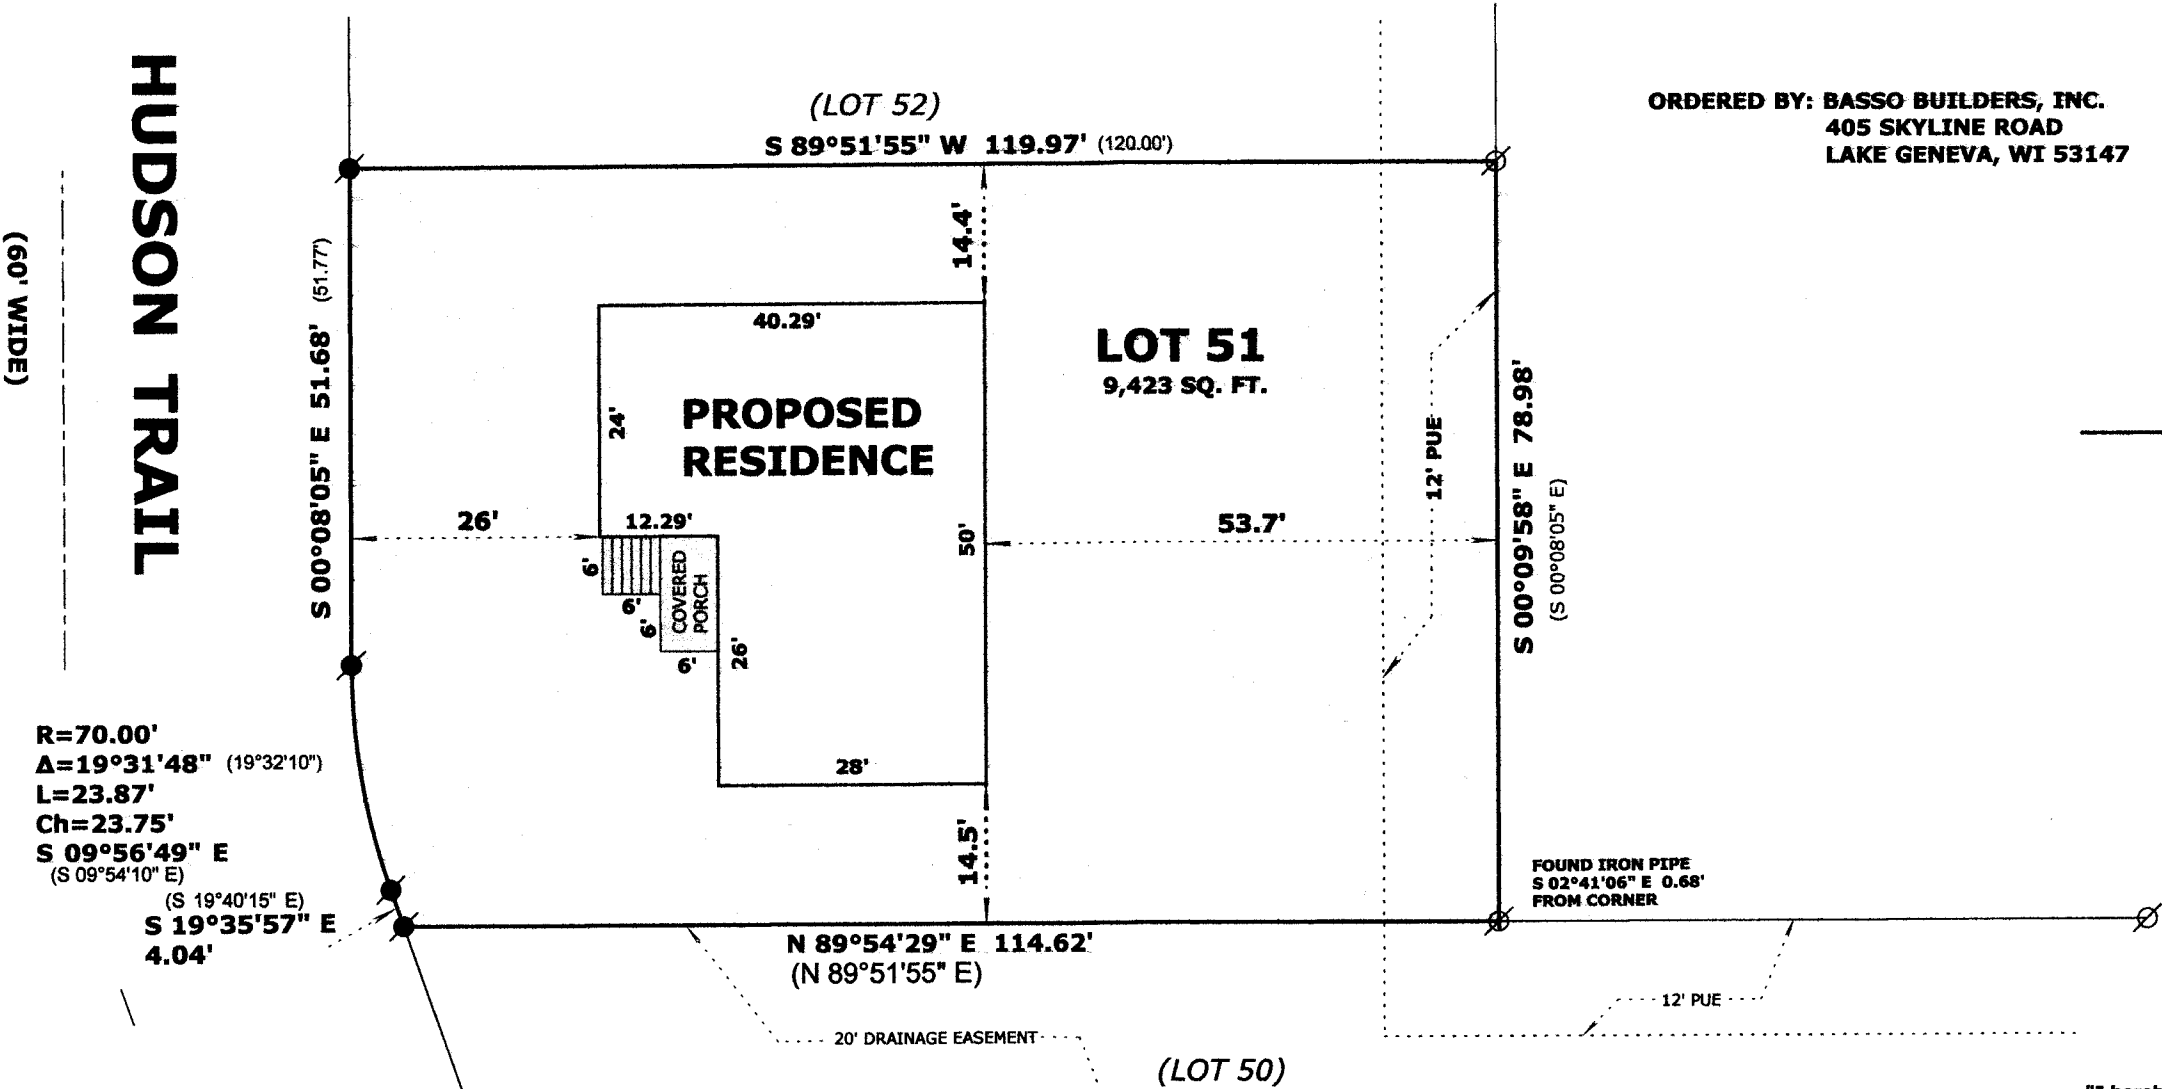 HUDSON TRAIL
(60' WIDE)
(LOT 52)
S 89°51'55" W 119.97' (120.00')
ORDERED BY: BASSO BUILDERS, INC.
405 SKYLINE ROAD
LAKE GENEVA, WI 53147
S 00°08'05" E 51.68' (51.77')
14.4'
40.29'
LOT 51
9,423 SQ. FT.
24'
PROPOSED
RESIDENCE
12' PUE
S 00°09'58" E 78.98'
(S 00°08'05" E)
26'
12.29'
50'
53.7'
6'
6'
6'
6'
COVERED
PORCH
26'
28'
14.5'
R=70.00'
Δ=19°31'48" (19°32'10")
L=23.87'
Ch=23.75'
S 09°56'49" E
(S 09°54'10" E)
(S 19°40'15" E)
S 19°35'57" E
4.04'
FOUND IRON PIPE
S 02°41'06" E 0.68'
FROM CORNER
N 89°54'29" E 114.62'
(N 89°51'55" E)
12' PUE
20' DRAINAGE EASEMENT
(LOT 50)